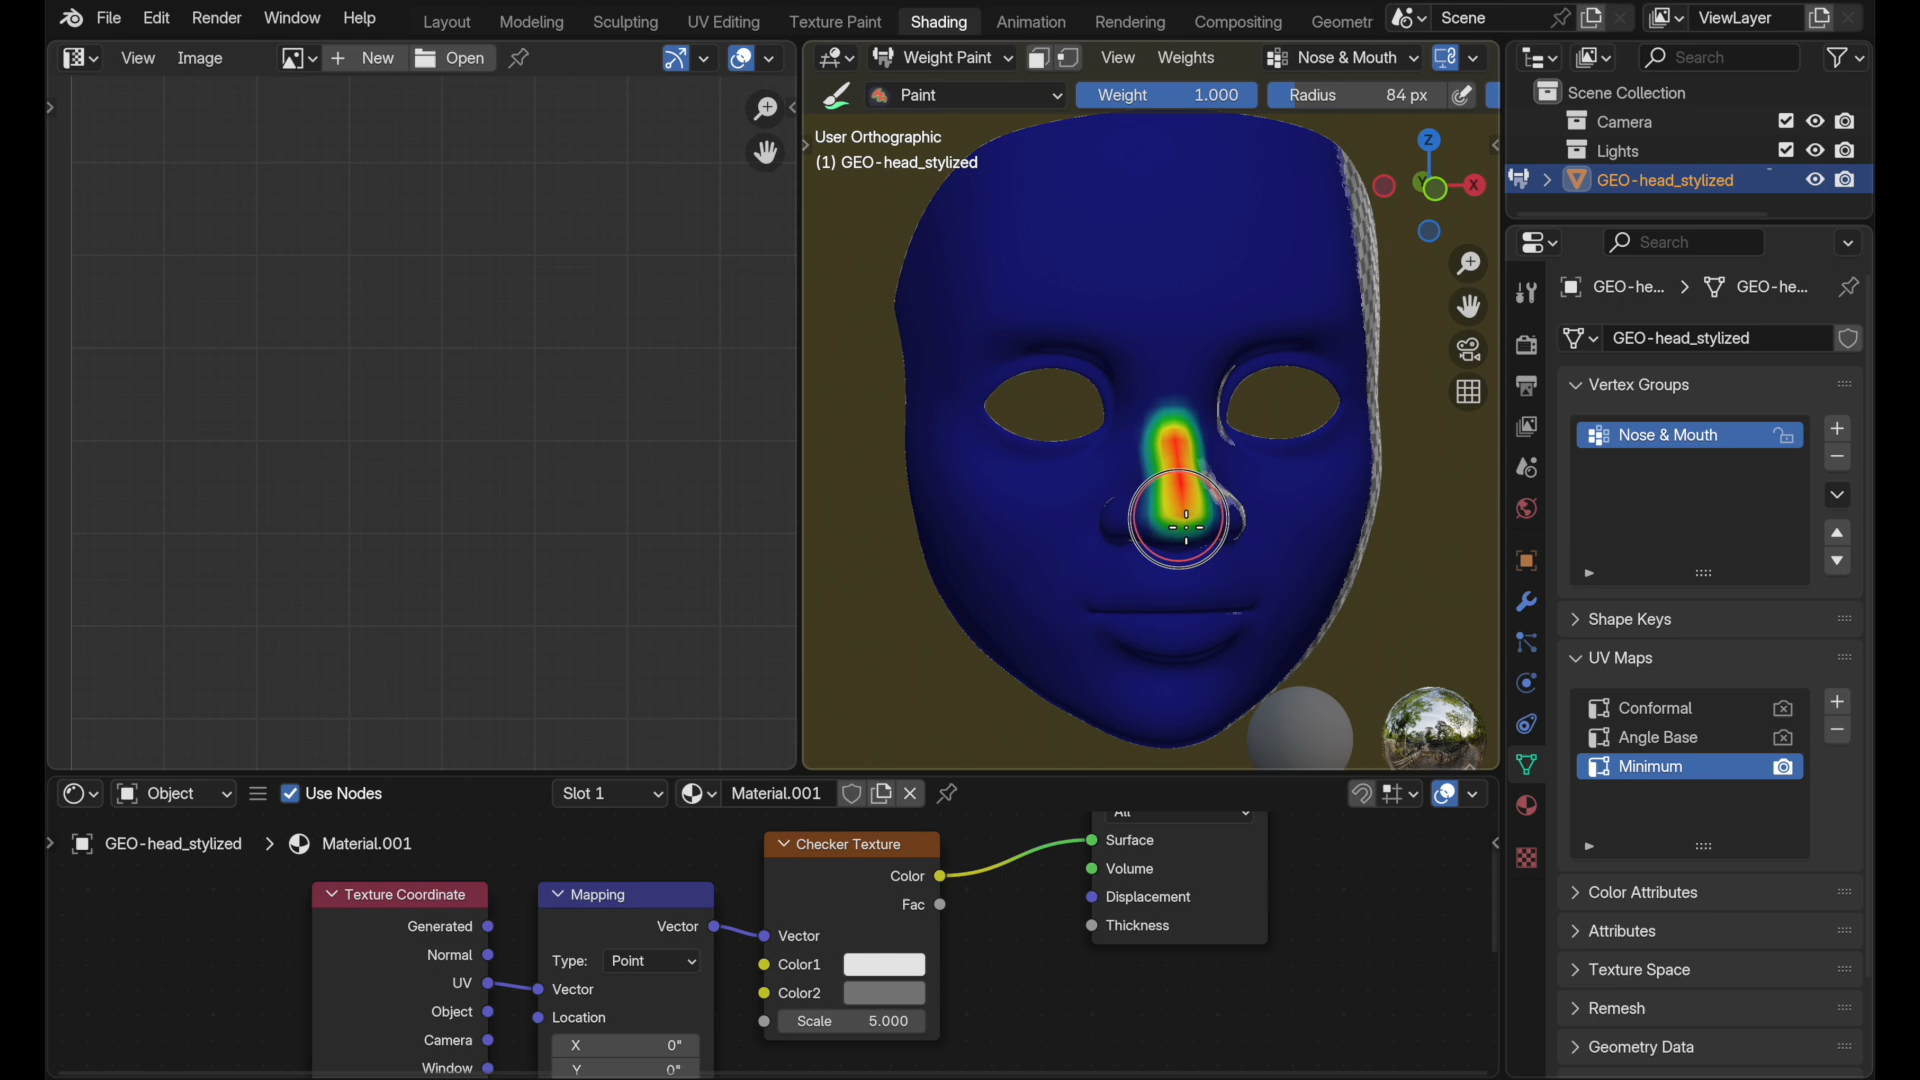 File Edit Render Window Help
Layout Modeling Sculpting UV Editing Texture Paint Shading Animation Rendering Compositing Geometr
Scene
ViewLayer
View Image
New Open
Weight Paint
View Weights
Nose & Mouth
Search
Paint
Weight 1.000
Radius 84 px
User Orthographic
(1) GEO-head_stylized
Z
Y
X
Scene Collection
Camera
Lights
GEO-head_stylized
Search
GEO-he... GEO-he...
GEO-head_stylized
Vertex Groups
Nose & Mouth
Shape Keys
UV Maps
Conformal
Angle Base
Minimum
Color Attributes
Attributes
Texture Space
Remesh
Geometry Data
Object
Use Nodes
Slot 1
Material.001
GEO-head_stylized
Material.001
Texture Coordinate
Generated
Normal
UV
Object
Camera
Window
Mapping
Vector
Type: Point
Vector
Location
X 0"
Y 0"
Checker Texture
Color
Fac
Vector
Color1
Color2
Scale 5.000
All
Surface
Volume
Displacement
Thickness